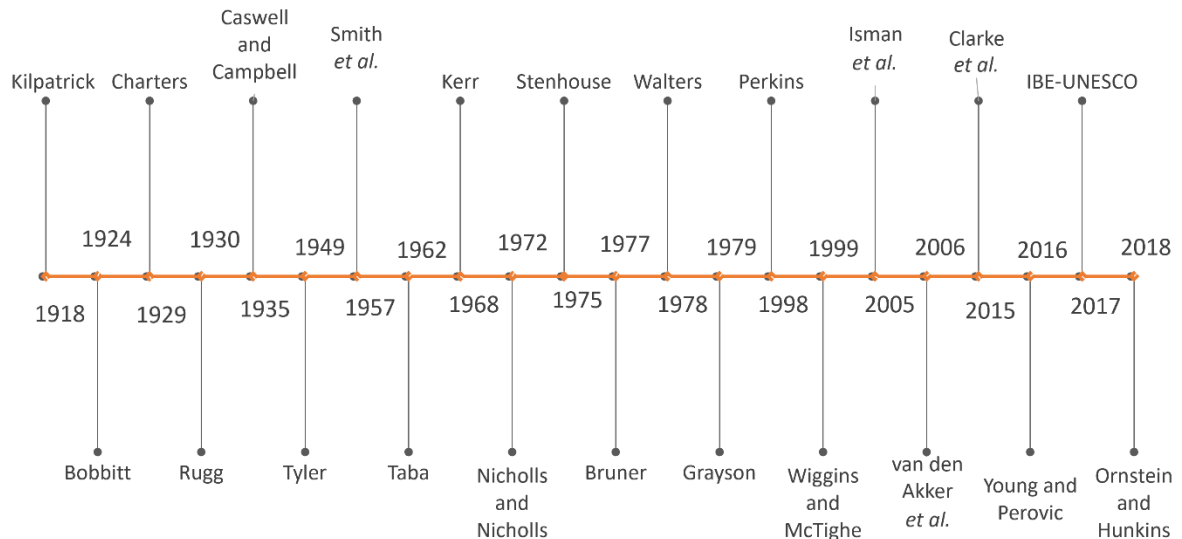 Caswell
and
Campbell
Smith
et al.
Isman
et al.
Clarke
et al.
Kilpatrick
Charters
Kerr
Stenhouse
Walters
Perkins
IBE-UNESCO
1924
1930
1949
1962
1972
1977
1979
1999
2006
2016
2018
1918
1929
1935
1957
1968
1975
1978
1998
2005
2015
2017
Bobbitt
Rugg
Tyler
Taba
Nicholls
and
Nicholls
Bruner
Grayson
Wiggins
and
McTighe
van den
Akker
et al.
Young and
Perovic
Ornstein
and
Hunkins